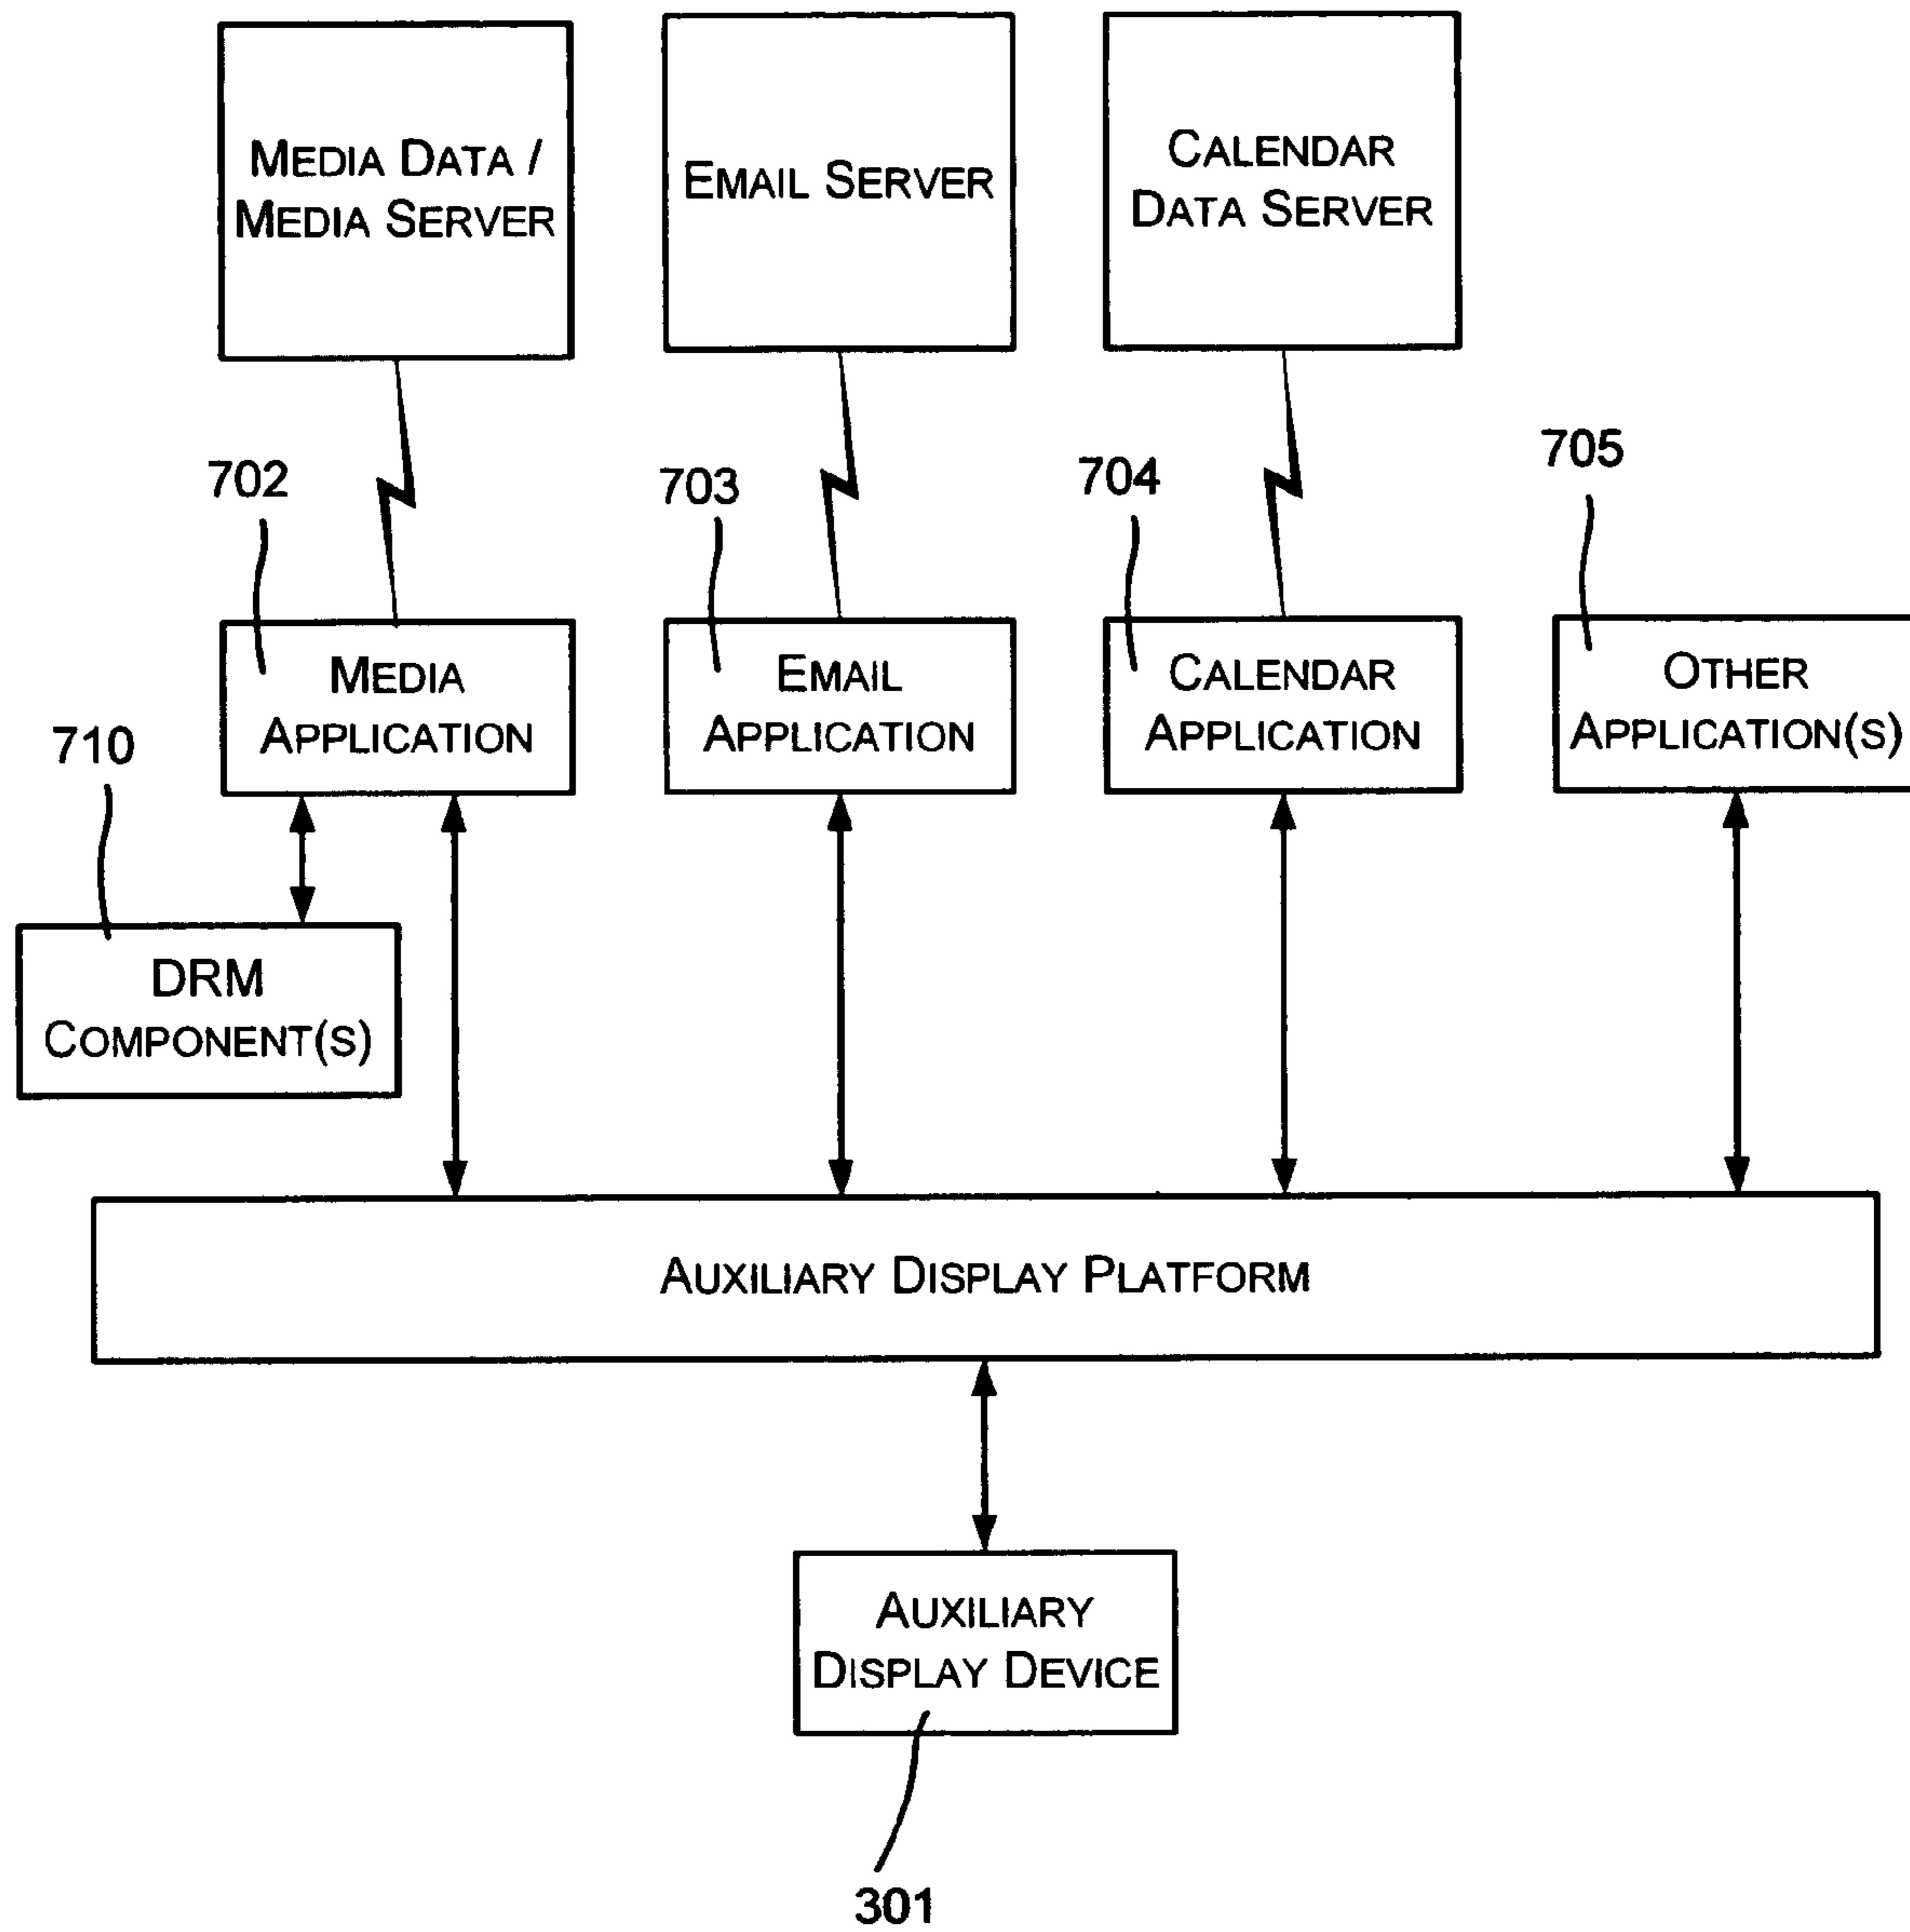 MEDIA DATA /
MEDIA SERVER
EMAIL SERVER
CALENDAR
DATA SERVER
702
703
704
705
MEDIA
APPLICATION
EMAIL
APPLICATION
CALENDAR
APPLICATION
OTHER
APPLICATION(S)
710
DRM
COMPONENT(S)
AUXILIARY DISPLAY PLATFORM
AUXILIARY
DISPLAY DEVICE
301